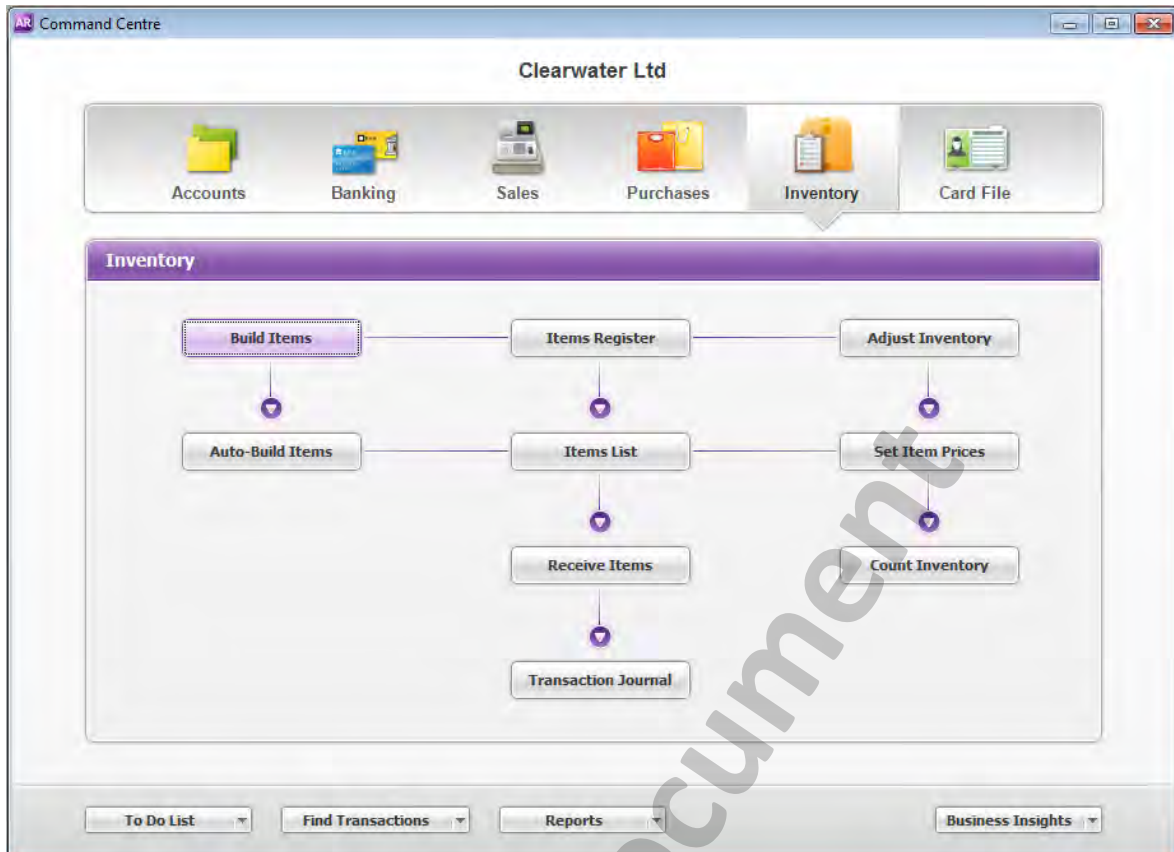 AR Command Centre
Clearwater Ltd
Accounts Banking Sales Purchases Inventory Card File
Inventory
Build Items Items Register Adjust Inventory
Auto-Build Items Items List Set Item Prices
Receive Items Count Inventory
Transaction Journal
To Do List Find Transactions Reports Business Insights
ocument